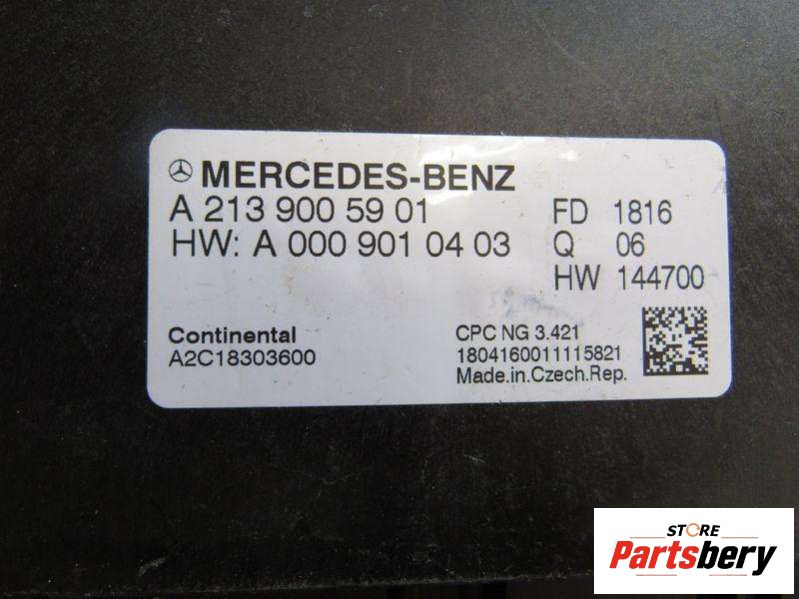 MERCEDES-BENZ
A 213 900 59 01
FD 1816
HW: A 000 901 04 03
Q 06
HW 144700
Continental
A2C18303600
CPC NG 3.421
1804160011115821
Made.in.Czech.Rep.
STORE
Partsbery